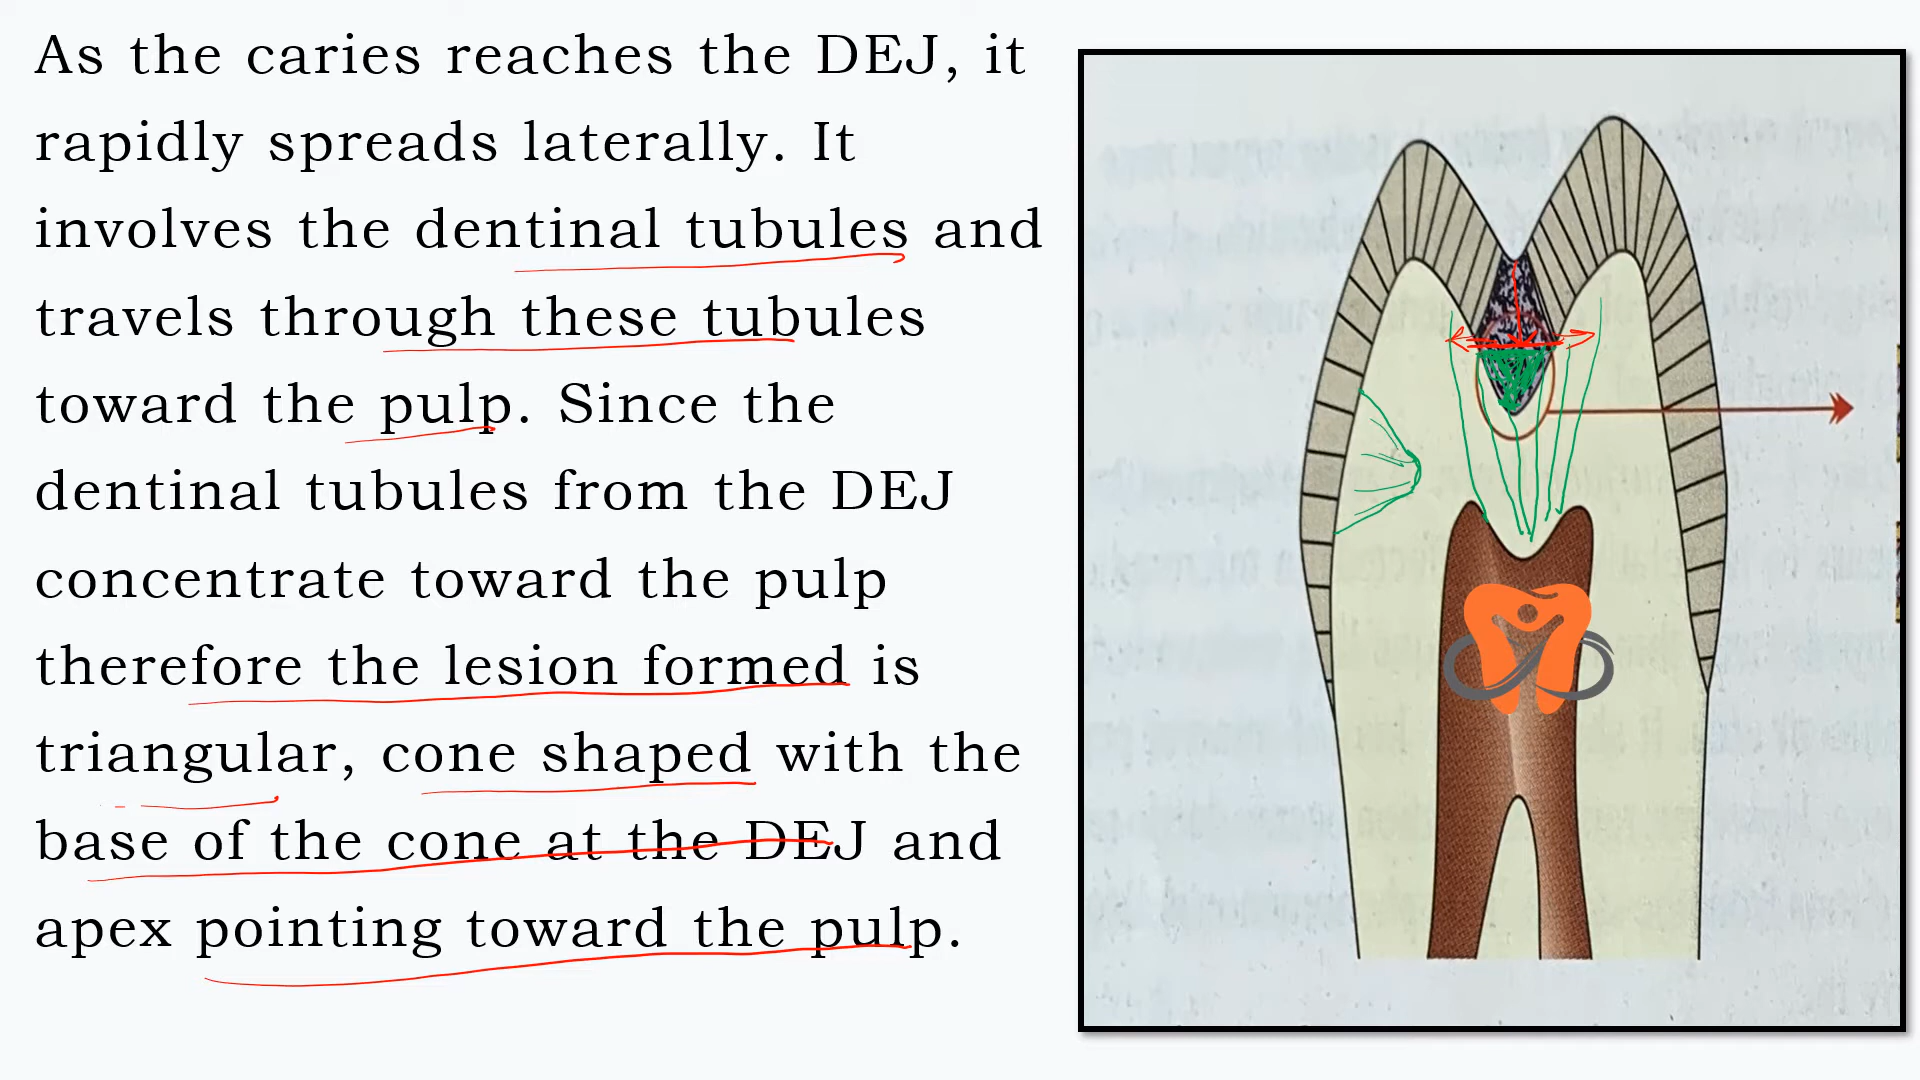 As the caries reaches the DEJ, it
rapidly spreads laterally. It
involves the dentinal tubules and
travels through these tubules
toward the pulp. Since the
dentinal tubules from the DEJ
concentrate toward the pulp
therefore the lesion formed is
triangular, cone shaped with the
base of the cone at the DEJ and
apex pointing toward the pulp.